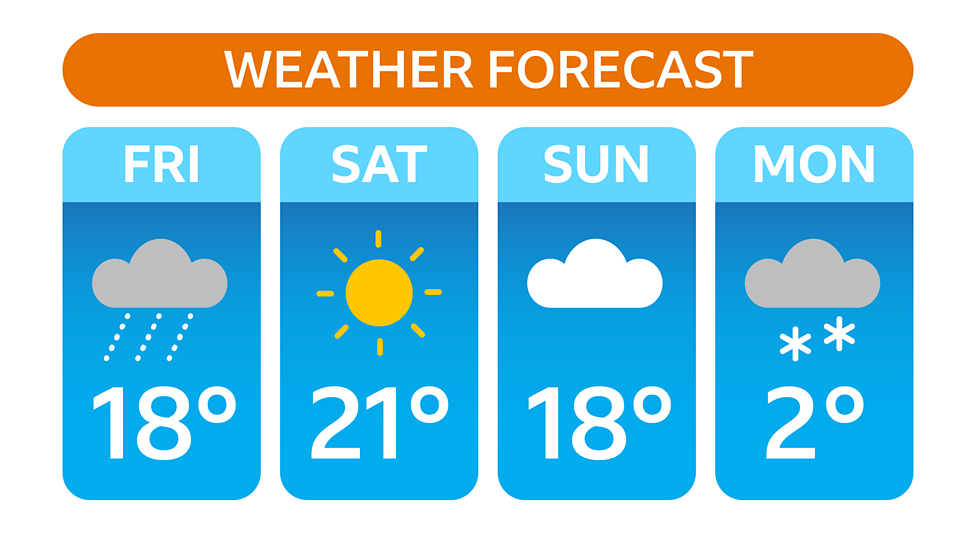 WEATHER FORECAST
FRI
SAT
SUN
MON
18°
21°
18°
2°